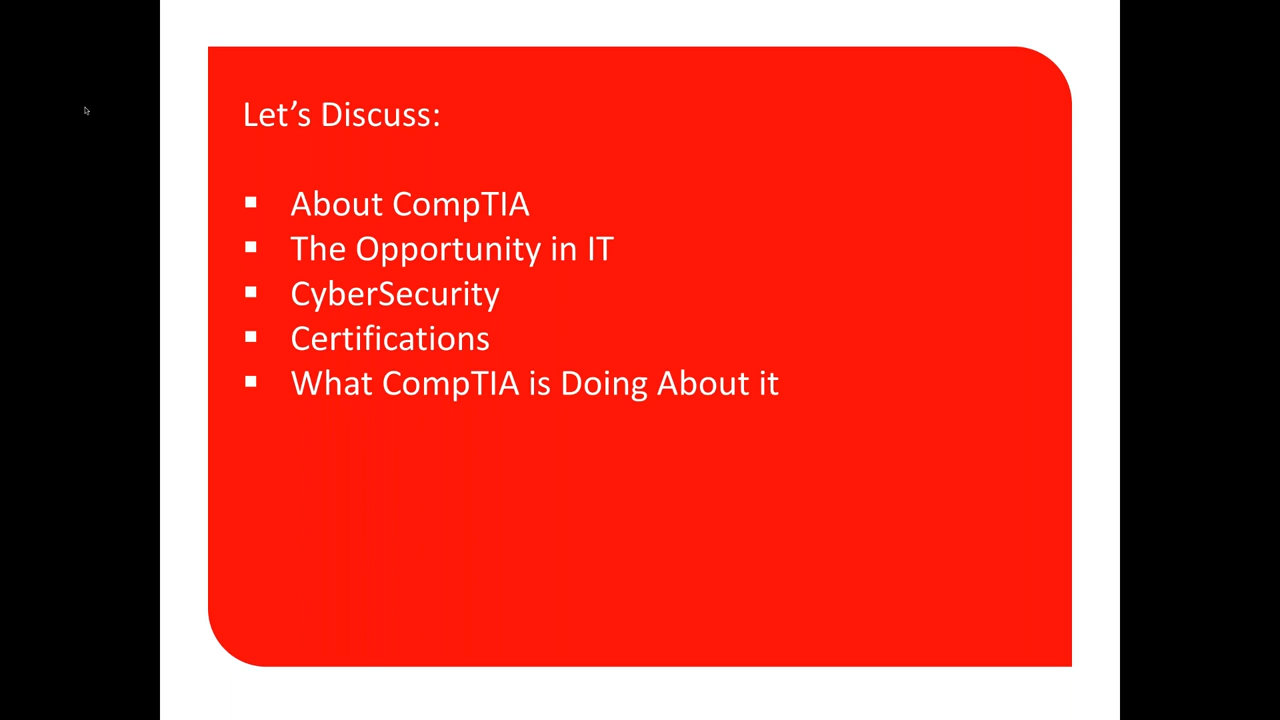 Let’s Discuss:
▪ About CompTIA
▪ The Opportunity in IT
▪ CyberSecurity
▪ Certifications
▪ What CompTIA is Doing About it